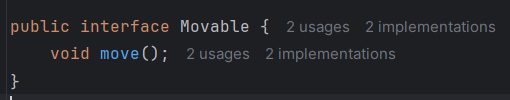 public interface Movable {  2 usages  2 implementations
    void move();  2 usages  2 implementations
}